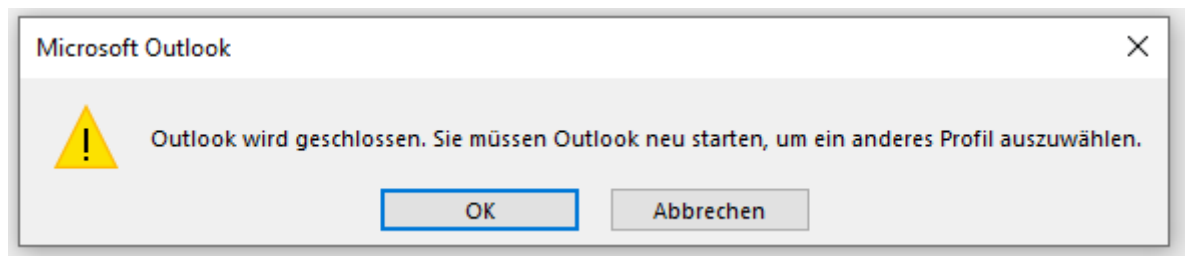 Microsoft Outlook
Outlook wird geschlossen. Sie müssen Outlook neu starten, um ein anderes Profil auszuwählen.
OK Abbrechen